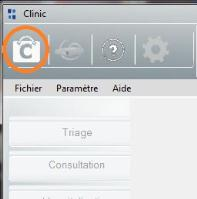 Clinic
C
?
Fichier Paramètre Aide
Triage
Consultation